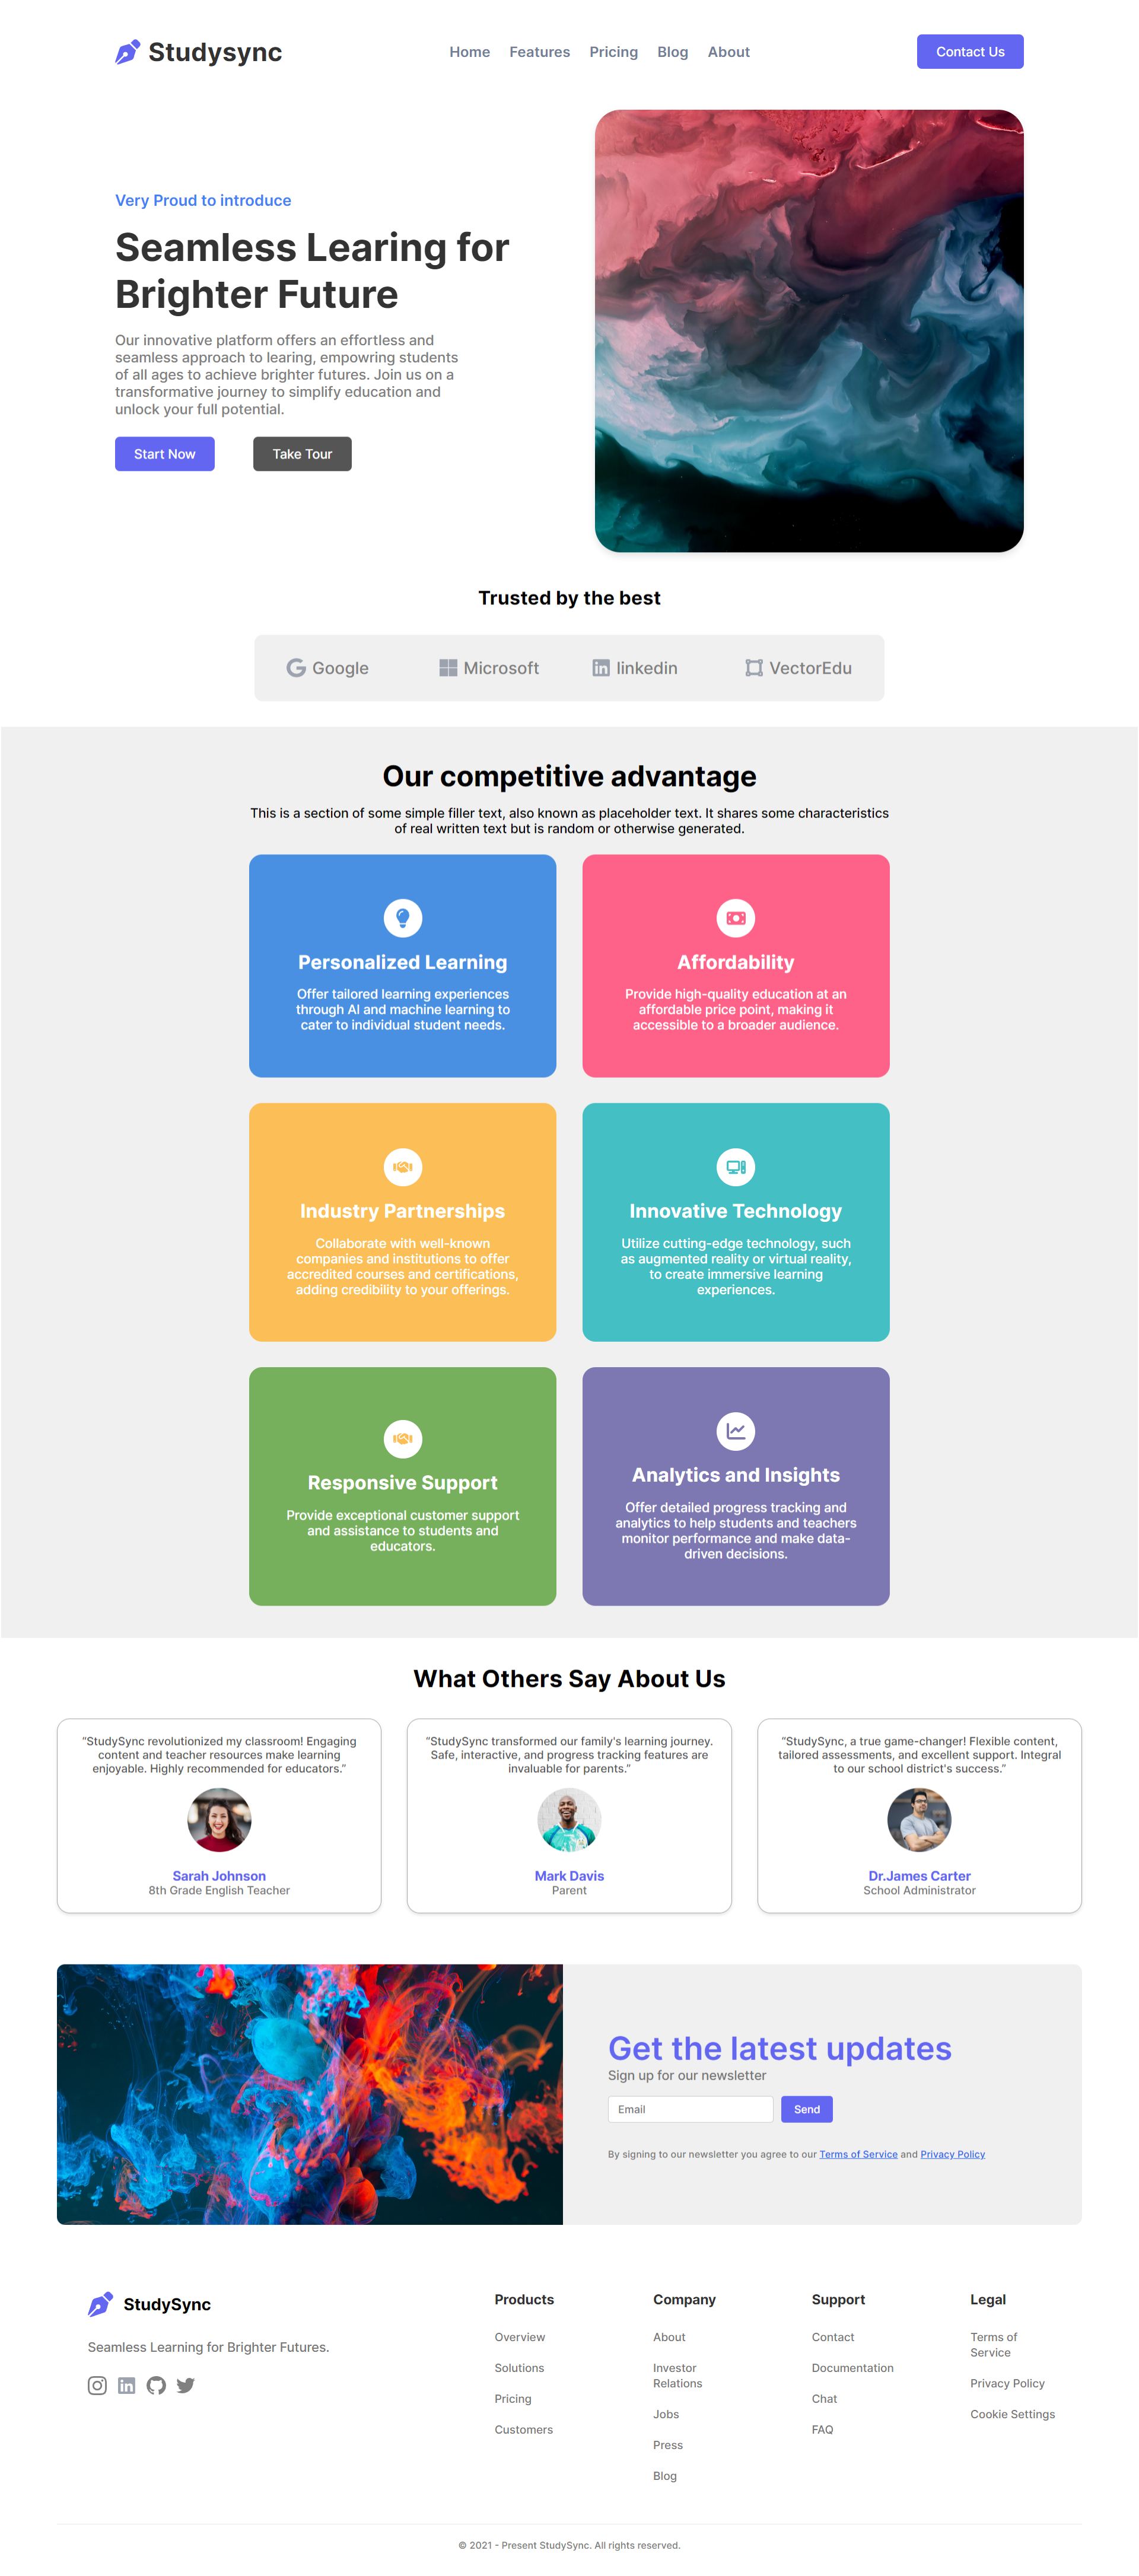 Studysync
Home Features Pricing Blog About
Contact Us
Very Proud to introduce
Seamless Learing for
Brighter Future
Our innovative platform offers an effortless and
seamless approach to learing, empowring students
of all ages to achieve brighter futures. Join us on a
transformative journey to simplify education and
unlock your full potential.
Start Now
Take Tour
Trusted by the best
Google
Microsoft
linkedin
VectorEdu
Our competitive advantage
This is a section of some simple filler text, also known as placeholder text. It shares some characteristics
of real written text but is random or otherwise generated.
Personalized Learning
Offer tailored learning experiences
through AI and machine learning to
cater to individual student needs.
Affordability
Provide high-quality education at an
affordable price point, making it
accessible to a broader audience.
Industry Partnerships
Collaborate with well-known
companies and institutions to offer
accredited courses and certifications,
adding credibility to your offerings.
Innovative Technology
Utilize cutting-edge technology, such
as augmented reality or virtual reality,
to create immersive learning
experiences.
Responsive Support
Provide exceptional customer support
and assistance to students and
educators.
Analytics and Insights
Offer detailed progress tracking and
analytics to help students and teachers
monitor performance and make data-
driven decisions.
What Others Say About Us
“StudySync revolutionized my classroom! Engaging
content and teacher resources make learning
enjoyable. Highly recommended for educators.”
Sarah Johnson
8th Grade English Teacher
“StudySync transformed our family's learning journey.
Safe, interactive, and progress tracking features are
invaluable for parents.”
Mark Davis
Parent
“StudySync, a true game-changer! Flexible content,
tailored assessments, and excellent support. Integral
to our school district's success.”
Dr.James Carter
School Administrator
Get the latest updates
Sign up for our newsletter
Email
Send
By signing to our newsletter you agree to our Terms of Service and Privacy Policy
StudySync
Seamless Learning for Brighter Futures.
Products
Overview
Solutions
Pricing
Customers
Company
About
Investor
Relations
Jobs
Press
Blog
Support
Contact
Documentation
Chat
FAQ
Legal
Terms of
Service
Privacy Policy
Cookie Settings
© 2021 - Present StudySync. All rights reserved.